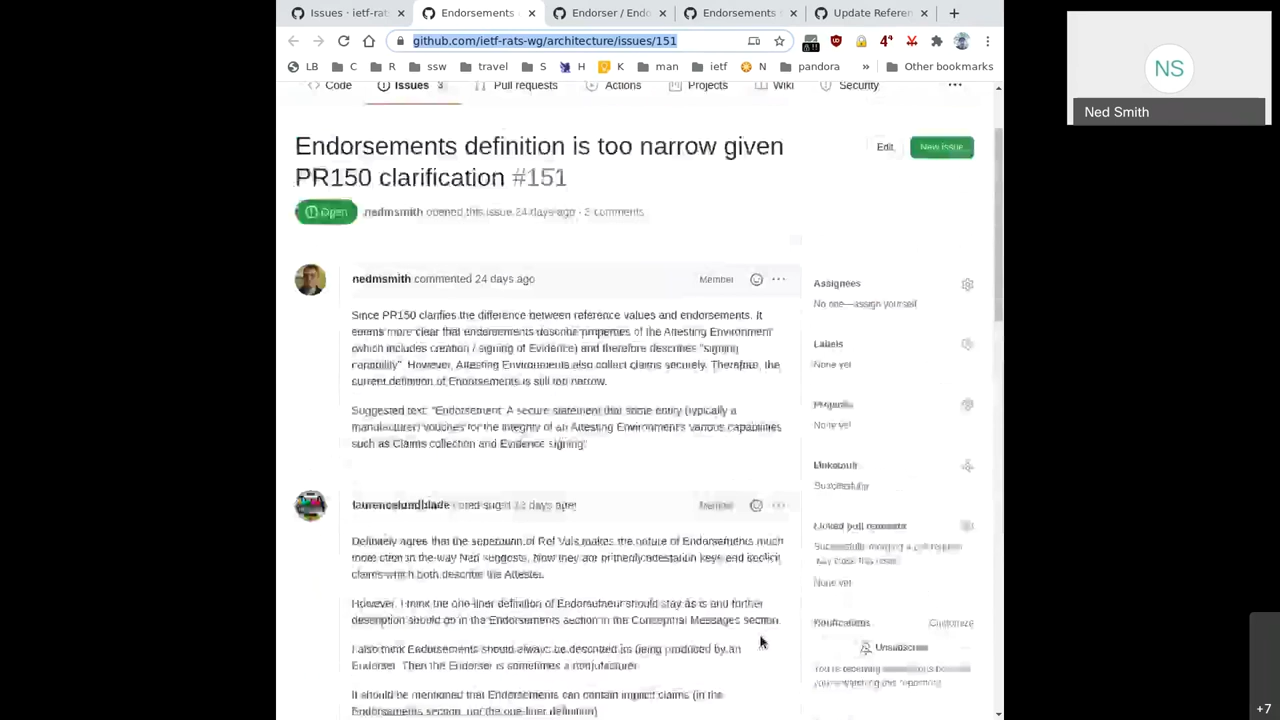 Issues · ietf-rat
Endorsements
Endorser / Endo
Endorsements
Update Referen
github.com/ietf-rats-wg/architecture/issues/151
LB C R ssw travel S H K man ietf N pandora » Other bookmarks
Code Issues 3 Pull requests Actions Projects Wiki Security
Endorsements definition is too narrow given
PR150 clarification #151
Edit New issue
Open nedmsmith opened this issue 24 days ago · 2 comments
nedmsmith commented 24 days ago Member
Since PR150 clarifies the difference between reference values and endorsements. It
seems more clear that endorsements describe properties of the Attesting Environment
(which includes creation / signing of Evidence) and therefore describes "signing
capability". However, Attesting Environments also collect claims securely. Therefore, the
current definition of Endorsements is still too narrow.
Suggested text: "Endorsement: A secure statement that some entity (typically a
manufacturer) vouches for the integrity of an Attesting Environment's various capabilities
such as Claims collection and Evidence signing"
Assignees
No one—assign yourself
Labels
None yet
Projects
None yet
Milestone
Linked pull requests
None yet
Notifications Customize
Unsubscribe
laurencelundblade days ago Member
Definitely agree that the separation of Ref Vals makes the nature of Endorsements much
more clear in the way Ned suggests. Now they are primarily attestation keys and implicit
claims which both describe the Attester.
However, I think the one-liner definition of Endorsement should stay as is and further
description should go in the Endorsements section in the Conceptual Messages section.
I also think Endorsements should always be described as being produced by an
Endorser. Then the Endorser is sometimes a manufacturer.
It should be mentioned that Endorsements can contain implicit claims (in the
Endorsements section, not the one-liner definition)
NS
Ned Smith
+7